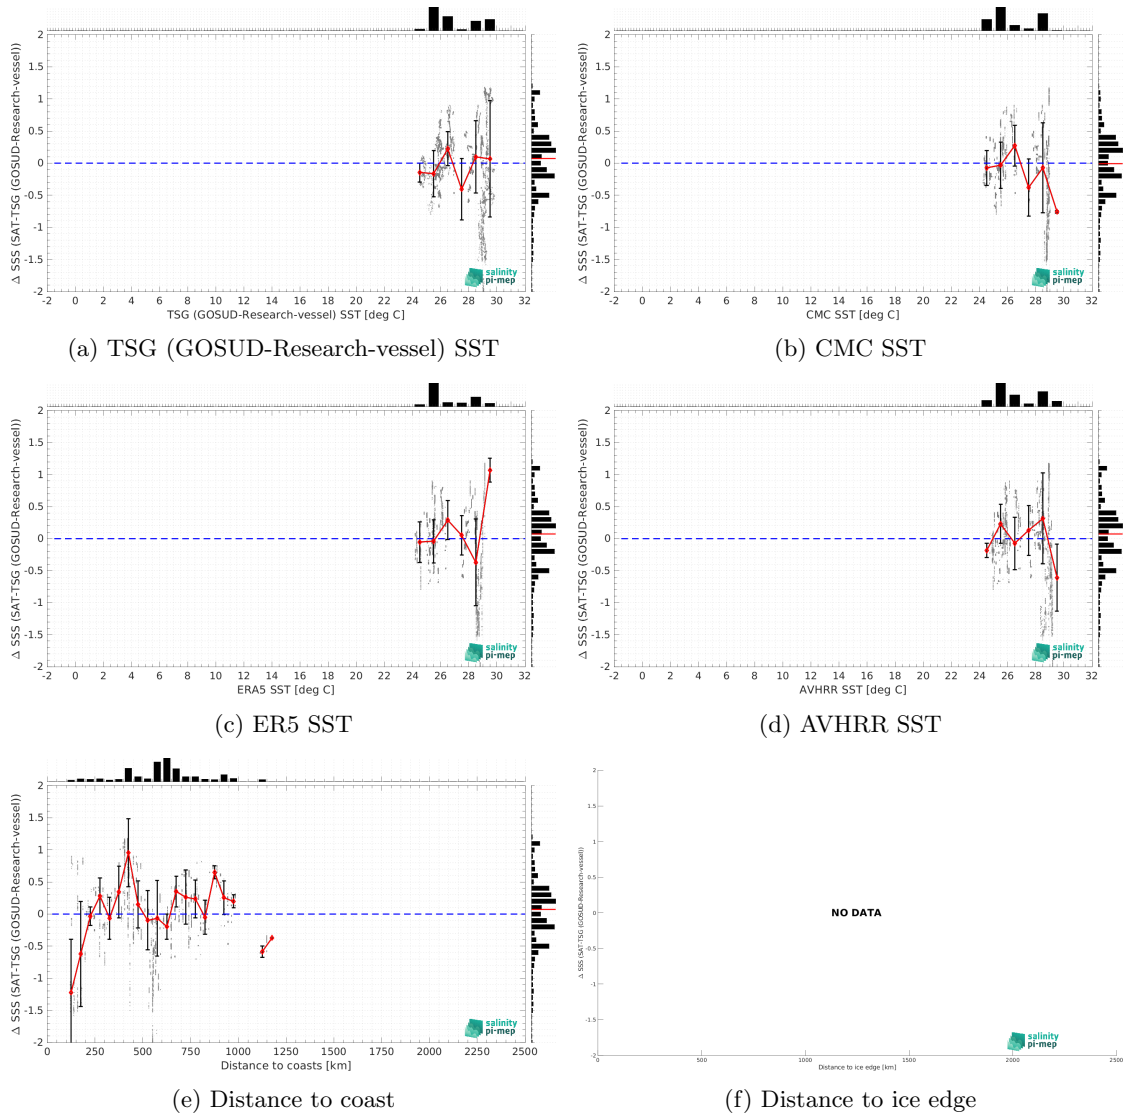 Δ SSS (SAT-TSG (GOSUD-Research-vessel))
2
1.5
1
0.5
0
-0.5
-1
-1.5
-2
-2 0 2 4 6 8 10 12 14 16 18 20 22 24 26 28 30 32
TSG (GOSUD-Research-vessel) SST [deg C]
salinity
pi-mep
(a) TSG (GOSUD-Research-vessel) SST
Δ SSS (SAT-TSG (GOSUD-Research-vessel))
2
1.5
1
0.5
0
-0.5
-1
-1.5
-2
-2 0 2 4 6 8 10 12 14 16 18 20 22 24 26 28 30 32
CMC SST [deg C]
salinity
pi-mep
(b) CMC SST
Δ SSS (SAT-TSG (GOSUD-Research-vessel))
2
1.5
1
0.5
0
-0.5
-1
-1.5
-2
-2 0 2 4 6 8 10 12 14 16 18 20 22 24 26 28 30 32
ERA5 SST [deg C]
salinity
pi-mep
(c) ER5 SST
Δ SSS (SAT-TSG (GOSUD-Research-vessel))
2
1.5
1
0.5
0
-0.5
-1
-1.5
-2
-2 0 2 4 6 8 10 12 14 16 18 20 22 24 26 28 30 32
AVHRR SST [deg C]
salinity
pi-mep
(d) AVHRR SST
Δ SSS (SAT-TSG (GOSUD-Research-vessel))
2
1.5
1
0.5
0
-0.5
-1
-1.5
-2
0 250 500 750 1000 1250 1500 1750 2000 2250 2500
Distance to coasts [km]
salinity
pi-mep
(e) Distance to coast
Δ SSS (SAT-TSG (GOSUD-Research-vessel))
2
1.5
1
0.5
0
-0.5
-1
-1.5
-2
0 500 1000 1500 2000 2500
NO DATA
Distance to ice edge [km]
salinity
pi-mep
(f) Distance to ice edge